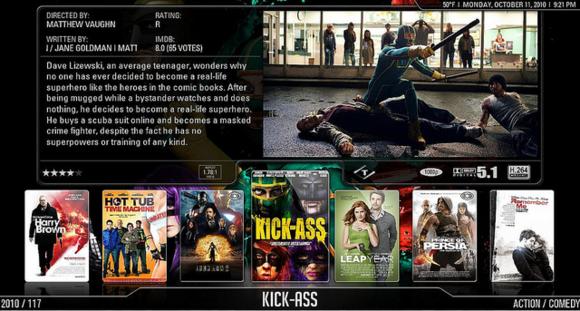 50°F | MONDAY, OCTOBER 11, 2010 | 9:21 PM
DIRECTED BY:
MATTHEW VAUGHN
RATING:
R
WRITTEN BY:
I / JANE GOLDMAN | MATT
IMDB:
8.0 (65 VOTES)
Dave Lizewski, an average teenager, wonders why
no one has ever decided to become a real-life
superhero like the heroes in the comic books. After
being mugged while a bystander watches and does
nothing, he decides to become a real-life superhero.
He buys a scuba suit online and becomes a masked
crime fighter, despite the fact he has no
superpowers or training of any kind.
1.78:1
1080p
DOLBY
DIGITAL 5.1
H.264
Harry
Brown
HOT TUB
TIME MACHINE
KICK-ASS
LEAP YEAR
PRINCE OF
PERSIA
Remember
Me
2010 / 117
KICK-ASS
ACTION / COMEDY